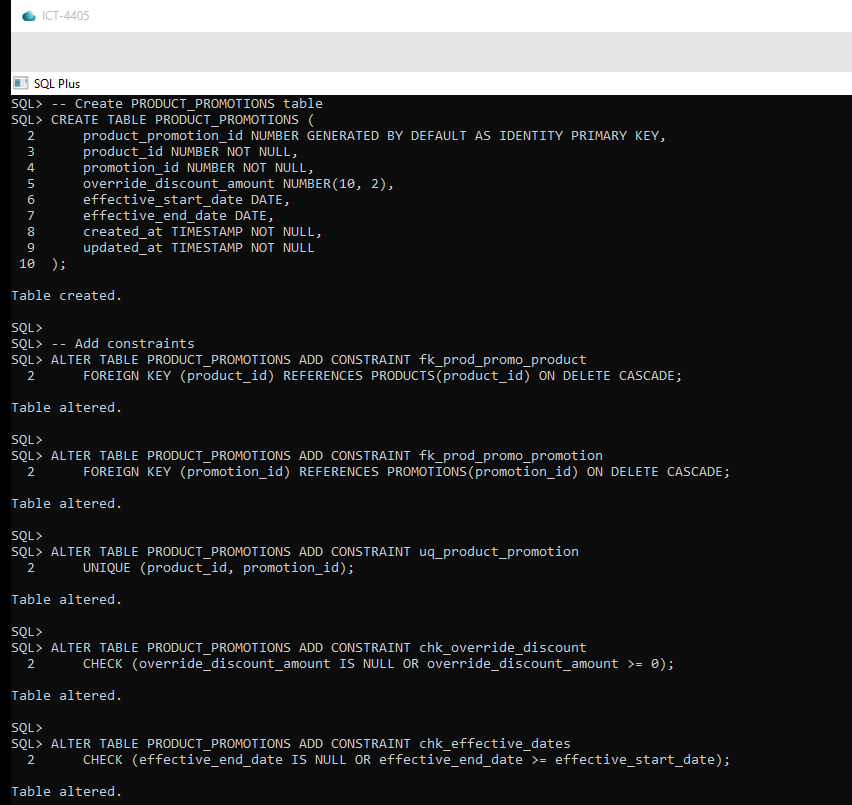 ICT-4405
SQL Plus
SQL> -- Create PRODUCT_PROMOTIONS table
SQL> CREATE TABLE PRODUCT_PROMOTIONS (
  2      product_promotion_id NUMBER GENERATED BY DEFAULT AS IDENTITY PRIMARY KEY,
  3      product_id NUMBER NOT NULL,
  4      promotion_id NUMBER NOT NULL,
  5      override_discount_amount NUMBER(10, 2),
  6      effective_start_date DATE,
  7      effective_end_date DATE,
  8      created_at TIMESTAMP NOT NULL,
  9      updated_at TIMESTAMP NOT NULL
 10  );
Table created.
SQL>
SQL> -- Add constraints
SQL> ALTER TABLE PRODUCT_PROMOTIONS ADD CONSTRAINT fk_prod_promo_product
  2      FOREIGN KEY (product_id) REFERENCES PRODUCTS(product_id) ON DELETE CASCADE;
Table altered.
SQL>
SQL> ALTER TABLE PRODUCT_PROMOTIONS ADD CONSTRAINT fk_prod_promo_promotion
  2      FOREIGN KEY (promotion_id) REFERENCES PROMOTIONS(promotion_id) ON DELETE CASCADE;
Table altered.
SQL>
SQL> ALTER TABLE PRODUCT_PROMOTIONS ADD CONSTRAINT uq_product_promotion
  2      UNIQUE (product_id, promotion_id);
Table altered.
SQL>
SQL> ALTER TABLE PRODUCT_PROMOTIONS ADD CONSTRAINT chk_override_discount
  2      CHECK (override_discount_amount IS NULL OR override_discount_amount >= 0);
Table altered.
SQL>
SQL> ALTER TABLE PRODUCT_PROMOTIONS ADD CONSTRAINT chk_effective_dates
  2      CHECK (effective_end_date IS NULL OR effective_end_date >= effective_start_date);
Table altered.